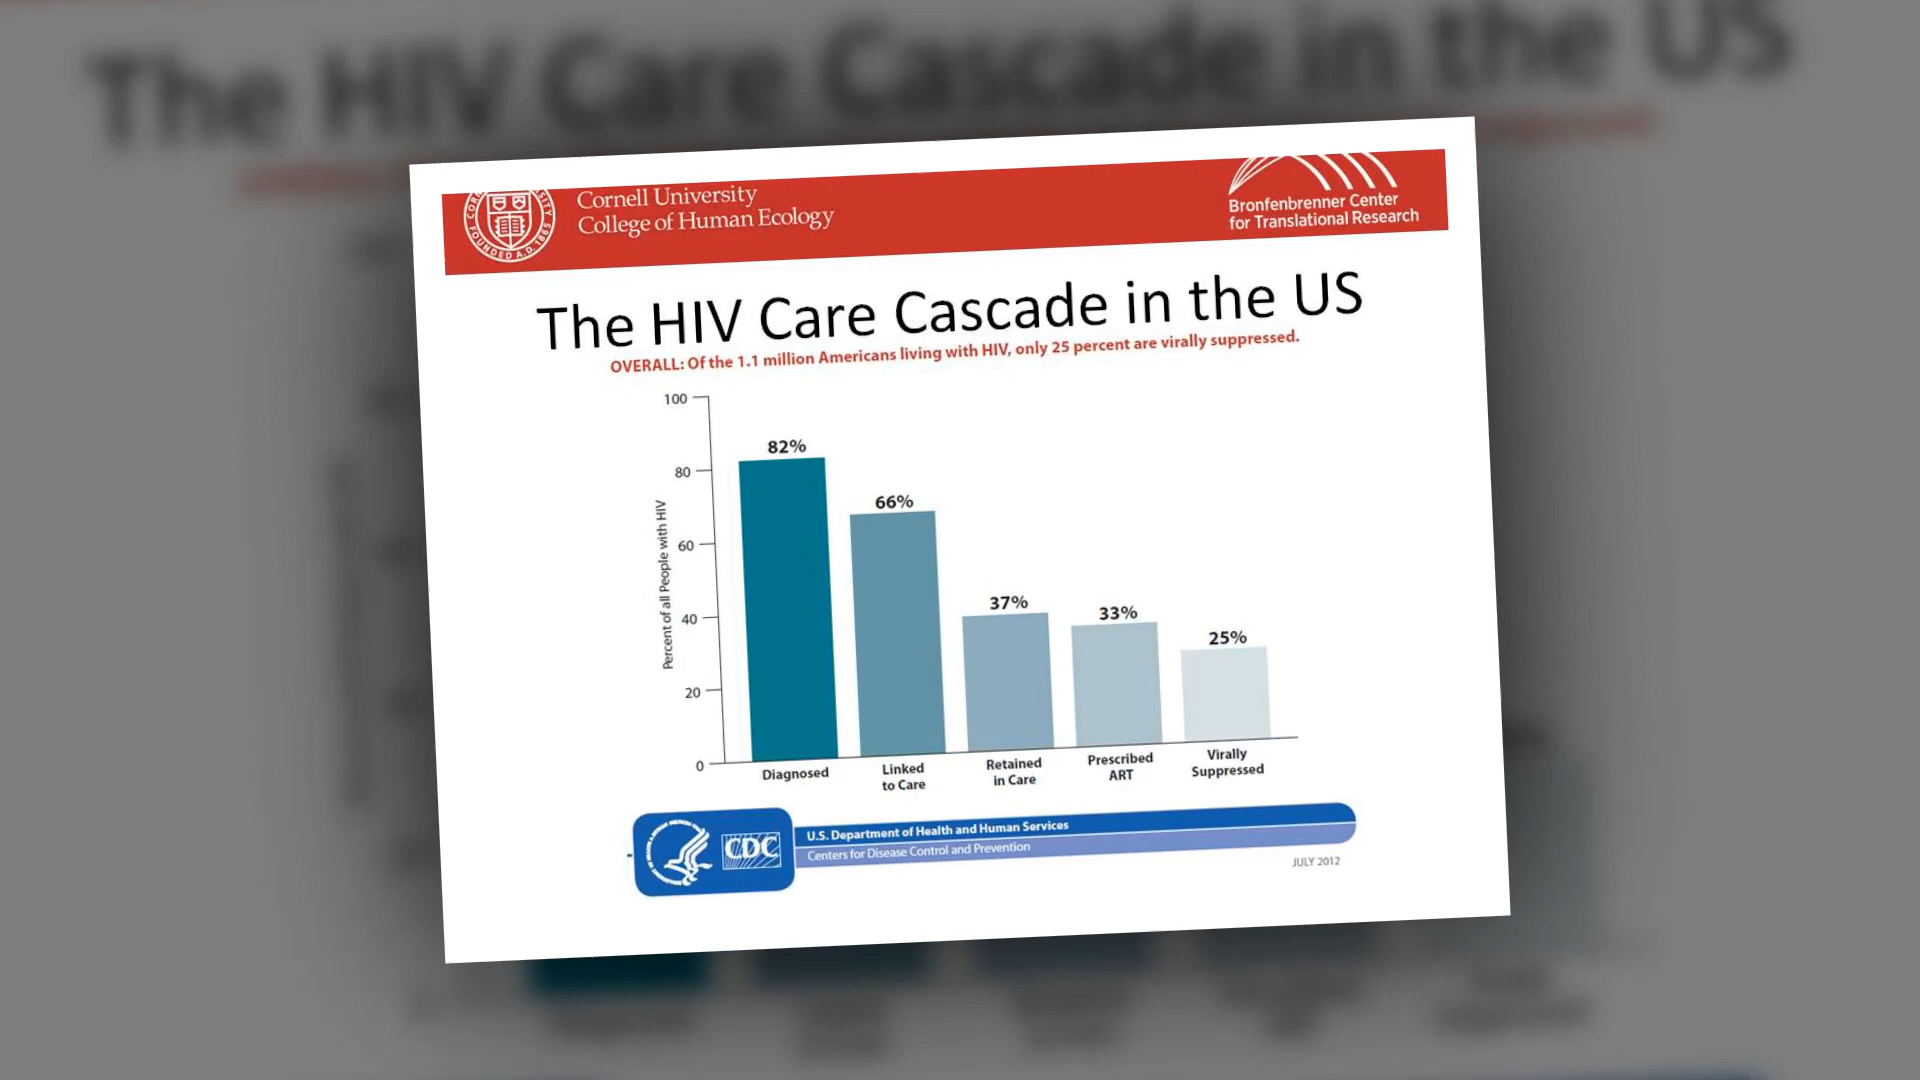 The HIV Care Cascade in the US
Cornell University
College of Human Ecology
FOUNDED A.D. 1865
Bronfenbrenner Center
for Translational Research
The HIV Care Cascade in the US
OVERALL: Of the 1.1 million Americans living with HIV, only 25 percent are virally suppressed.
Percent of all People with HIV
100
80
60
40
20
0
82%
66%
37%
33%
25%
Diagnosed
Linked
to Care
Retained
in Care
Prescribed
ART
Virally
Suppressed
CDC
U.S. Department of Health and Human Services
Centers for Disease Control and Prevention
JULY 2012